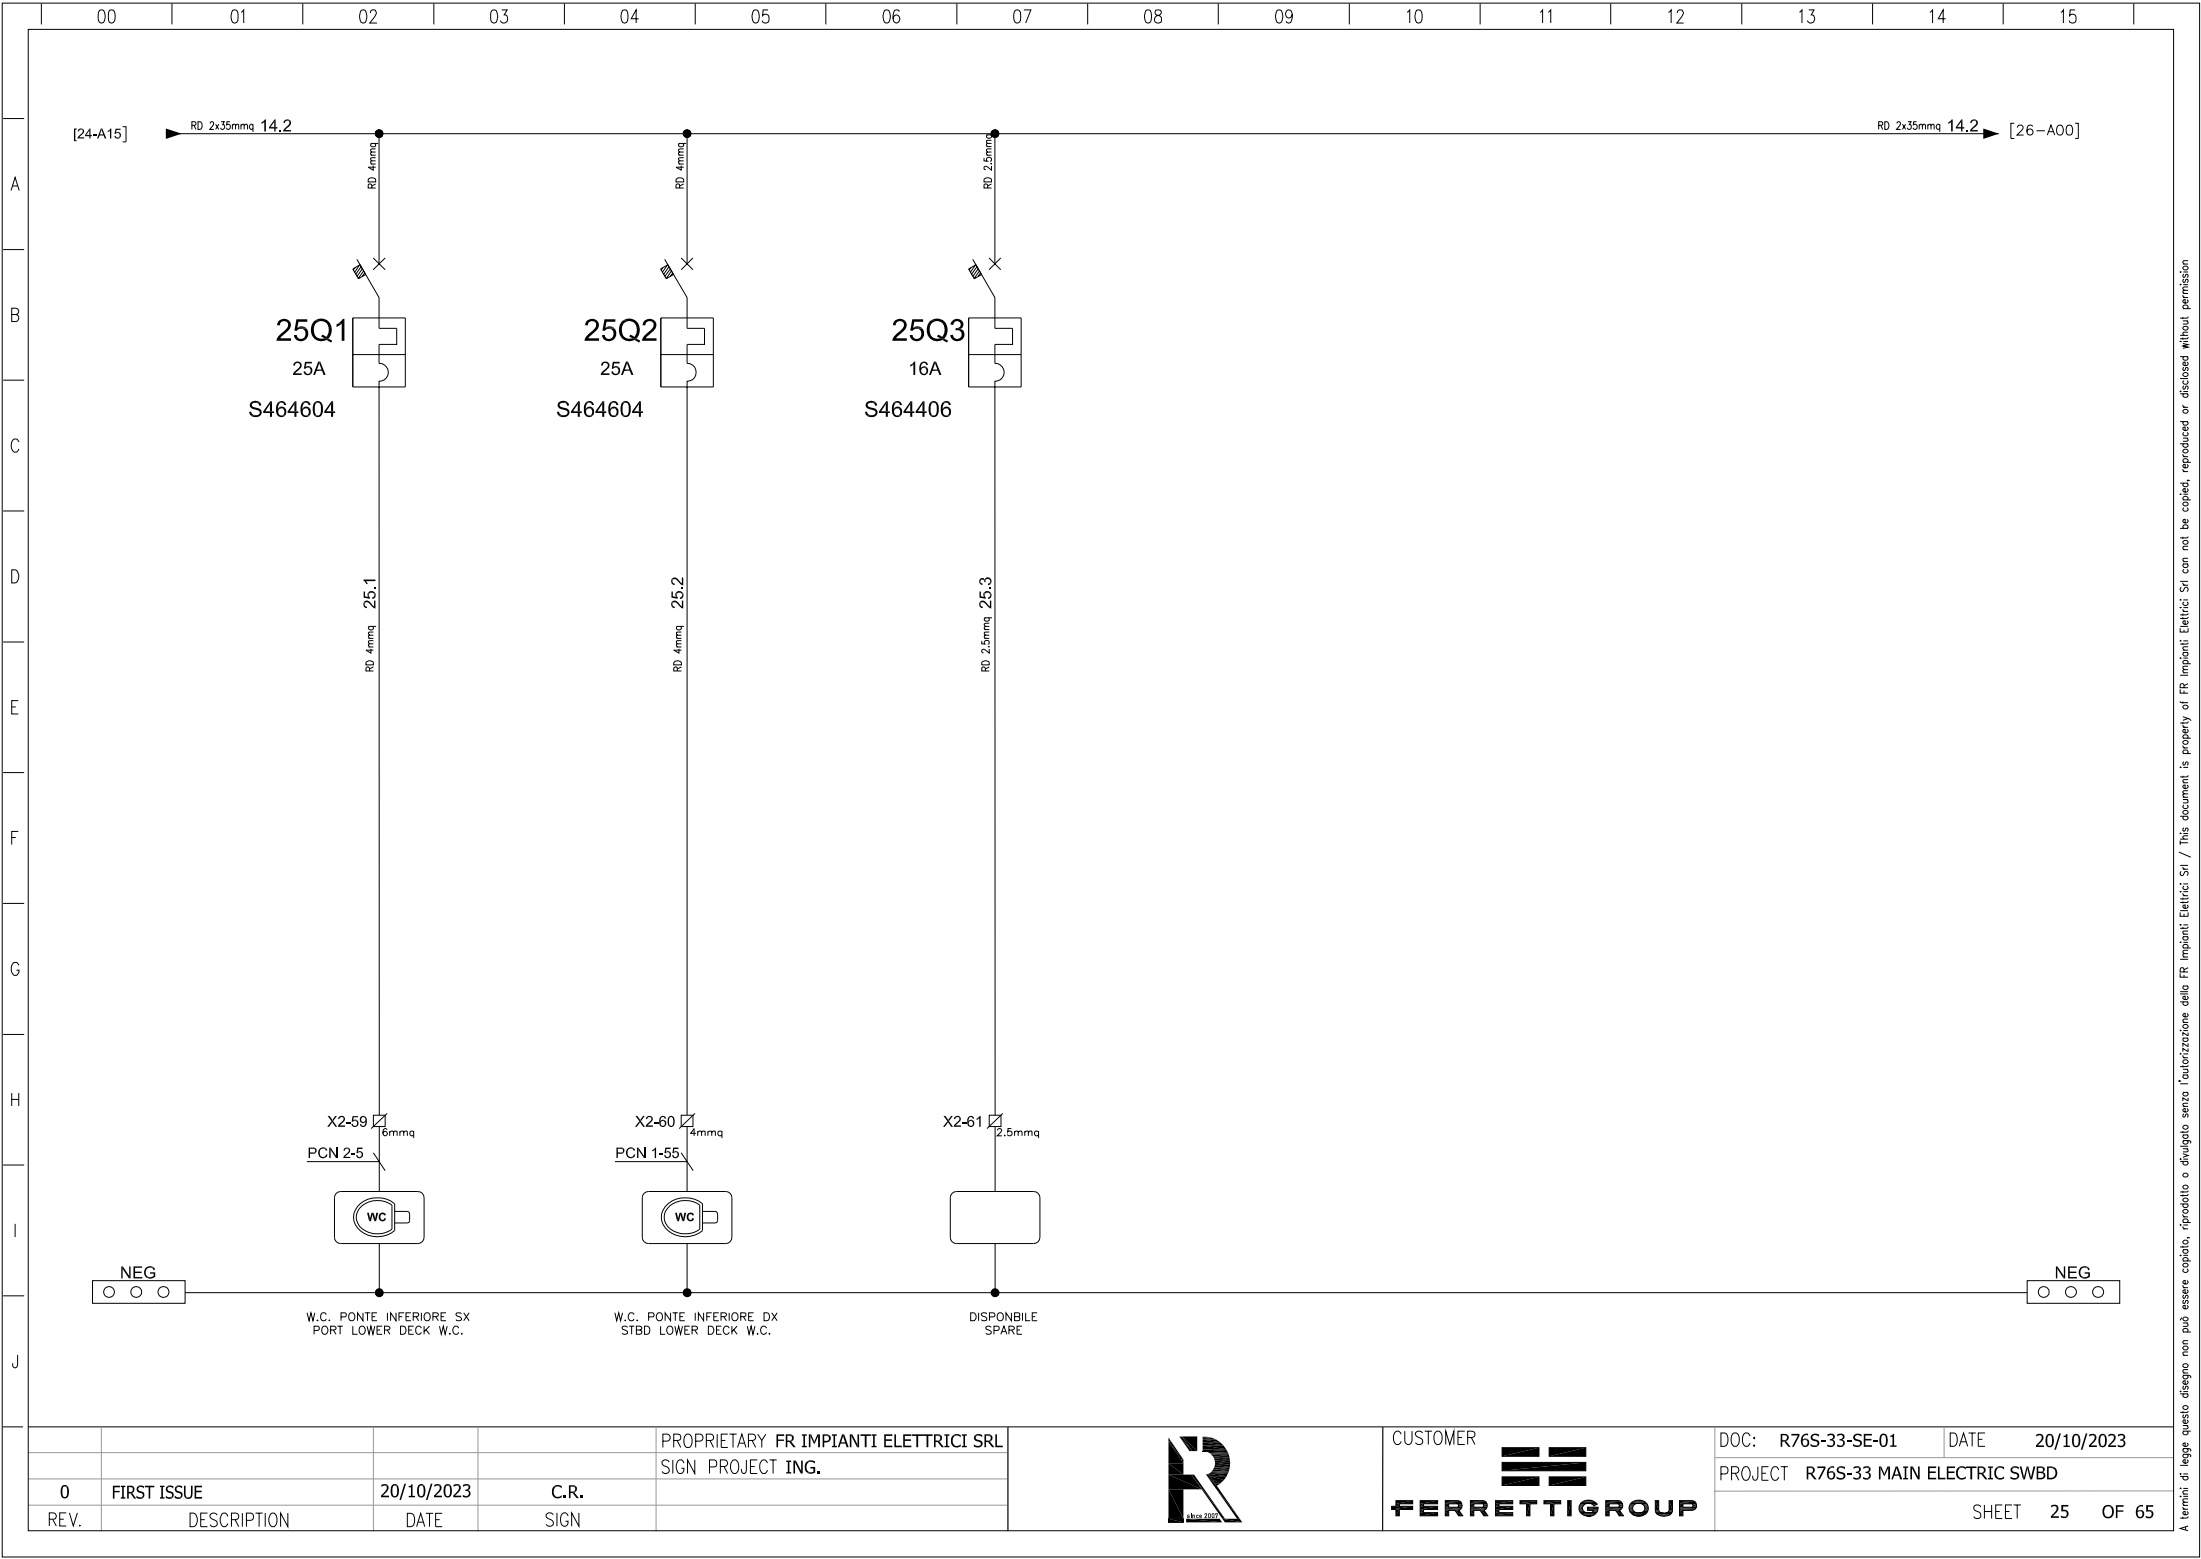 00 01 02 03 04 05 06 07 08 09 10 11 12 13 14 15
[24-A15] RD 2x35mmq 14.2 RD 2x35mmq 14.2 [26-A00]
RD 4mmq RD 4mmq RD 2.5mmq
A
B
C
D
E
F
G
H
I
J
25Q1 25Q2 25Q3
25A 25A 16A
S464604 S464604 S464406
RD 4mmq 25.1 RD 4mmq 25.2 RD 2.5mmq 25.3
X2-59 X2-60 X2-61
6mmq 4mmq 2.5mmq
PCN 2-5 PCN 1-55
WC WC
NEG NEG
W.C. PONTE INFERIORE SX W.C. PONTE INFERIORE DX DISPONBILE
PORT LOWER DECK W.C. STBD LOWER DECK W.C. SPARE
A termini di legge questo disegno non può essere copiato, riprodotto o divulgato senza l'autorizzazione della FR Impianti Elettrici Srl / This document is property of FR Impianti Elettrici Srl can not be copied, reproduced or disclosed without permission
PROPRIETARY FR IMPIANTI ELETTRICI SRL
SIGN PROJECT ING.
0 FIRST ISSUE 20/10/2023 C.R.
REV. DESCRIPTION DATE SIGN
R
since 2007
CUSTOMER
FERRETTIGROUP
DOC: R76S-33-SE-01 DATE 20/10/2023
PROJECT R76S-33 MAIN ELECTRIC SWBD
SHEET 25 OF 65